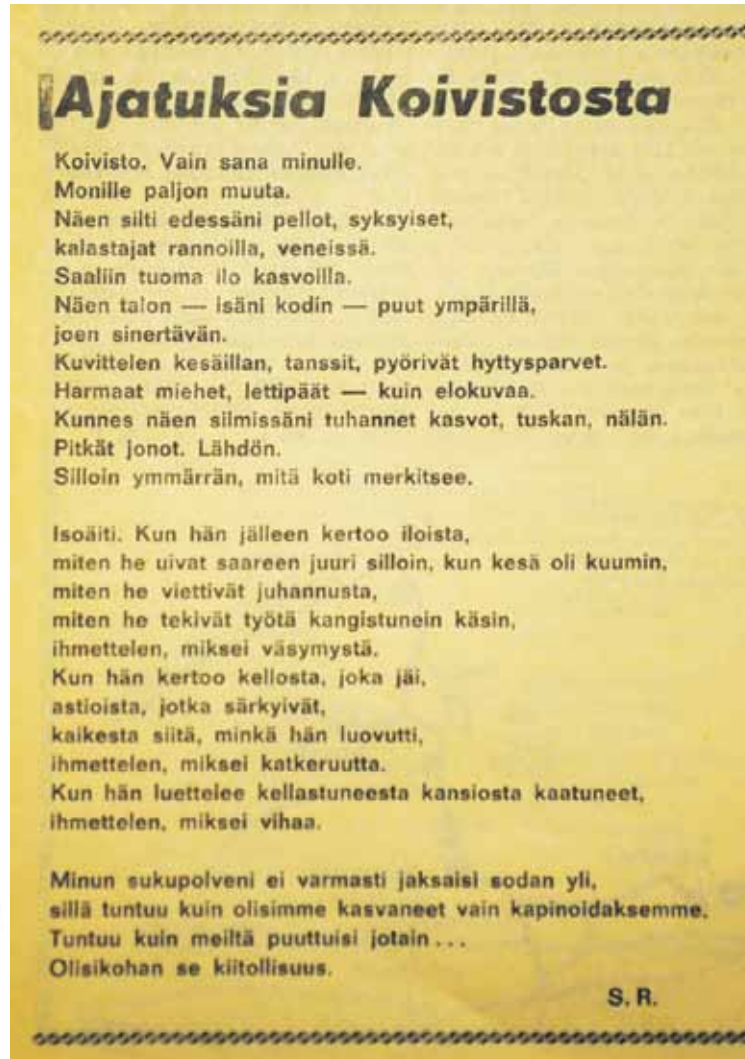 Ajatuksia Koivistosta
Koivisto. Vain sana minulle.
Monille paljon muuta.
Näen silti edessäni pellot, syksyiset,
kalastajat rannoilla, veneissä.
Saaliin tuoma ilo kasvoilla.
Näen talon — isäni kodin — puut ympärillä,
joen sinertävän.
Kuvittelen kesäillan, tanssit, pyörivät hyttysparvet.
Harmaat miehet, lettipäät — kuin elokuvaa.
Kunnes näen silmissäni tuhannet kasvot, tuskan, nälän.
Pitkät jonot. Lähdön.
Silloin ymmärrän, mitä koti merkitsee.
Isoäiti. Kun hän jälleen kertoo iloista,
miten he uivat saareen juuri silloin, kun kesä oli kuumin,
miten he viettivät juhannusta,
miten he tekivät työtä kangistunein käsin,
ihmettelen, miksei väsymystä.
Kun hän kertoo kellosta, joka jäi,
astioista, jotka särkyivät,
kaikesta siitä, minkä hän luovutti,
ihmettelen, miksei katkeruutta.
Kun hän luettelee kellastuneesta kansiosta kaatuneet,
ihmettelen, miksei vihaa.
Minun sukupolveni ei varmasti jaksaisi sodan yli,
sillä tuntuu kuin olisimme kasvaneet vain kapinoidaksemme.
Tuntuu kuin meiltä puuttuisi jotain . . .
Olisikohan se kiitollisuus.
S. R.